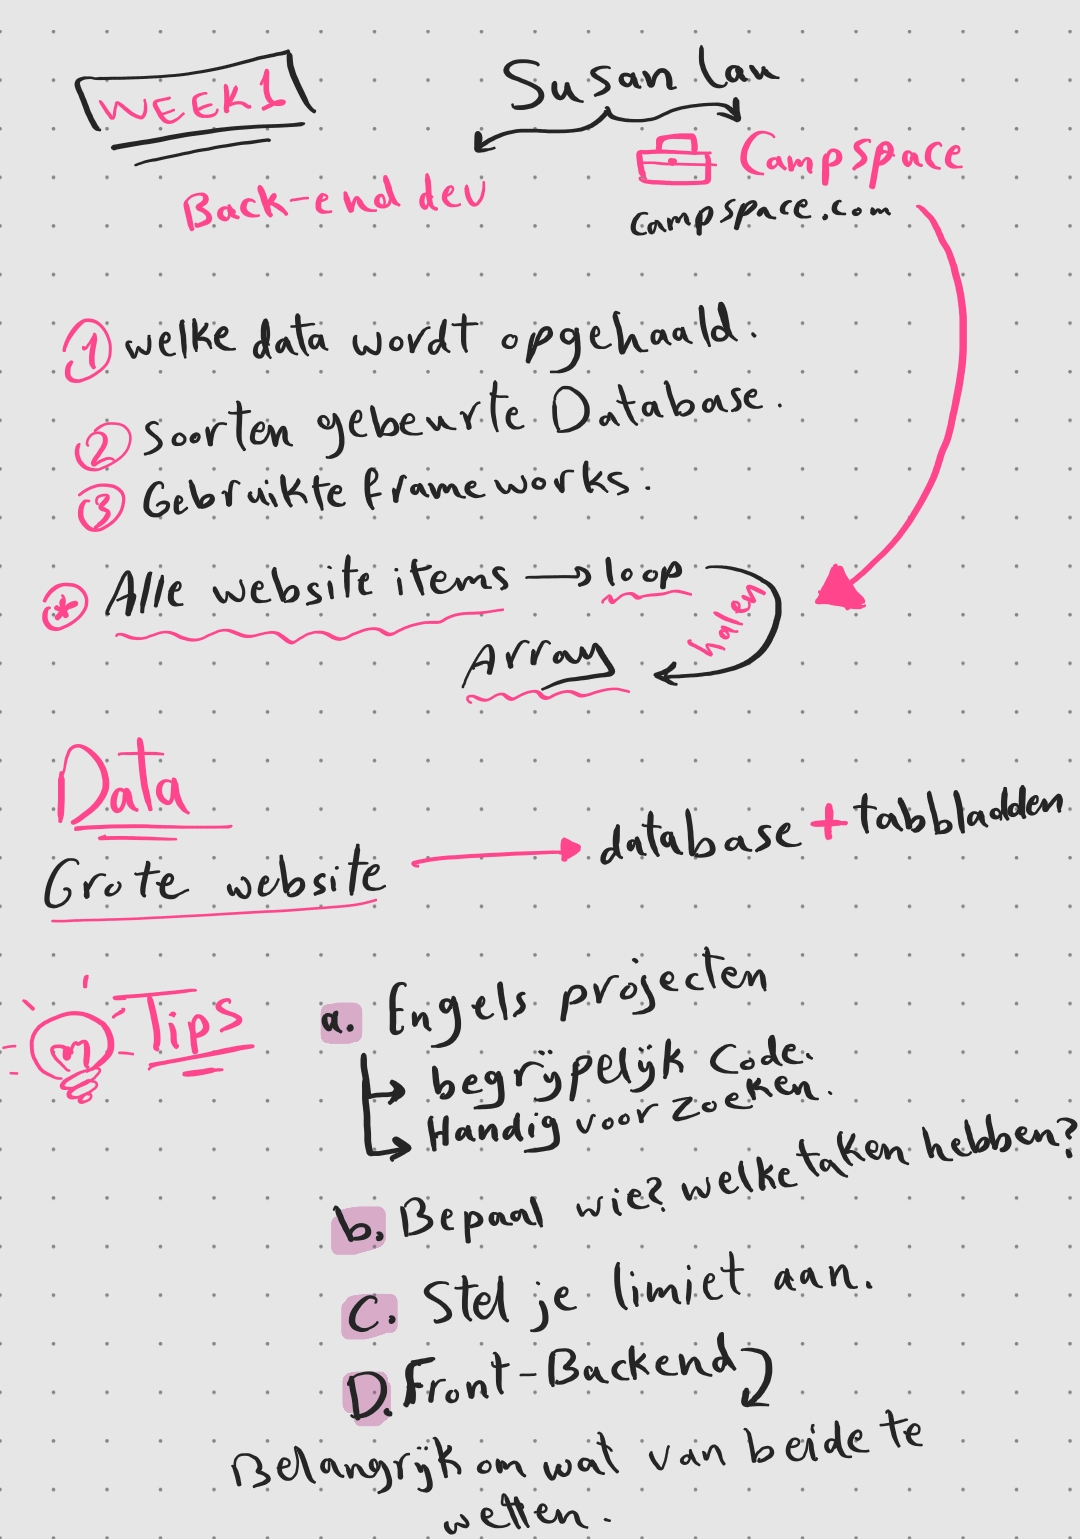 WEEK 1
Susan Lau
Back-end dev
Campspace
campspace.com
1 welke data wordt opgehaald.
2 Soorten gebeurte Database.
3 Gebruikte frameworks.
* Alle website items → loop
halen
Array
Data
Grote website → database + tabbladden
Tips
a. Engels projecten
begrijpelijk Code.
Handig voor zoeken.
b. Bepaal wie? welke taken hebben?
C. Stel je limiet aan.
D. Front-Backend
Belangrijk om wat van beide te
wetten.